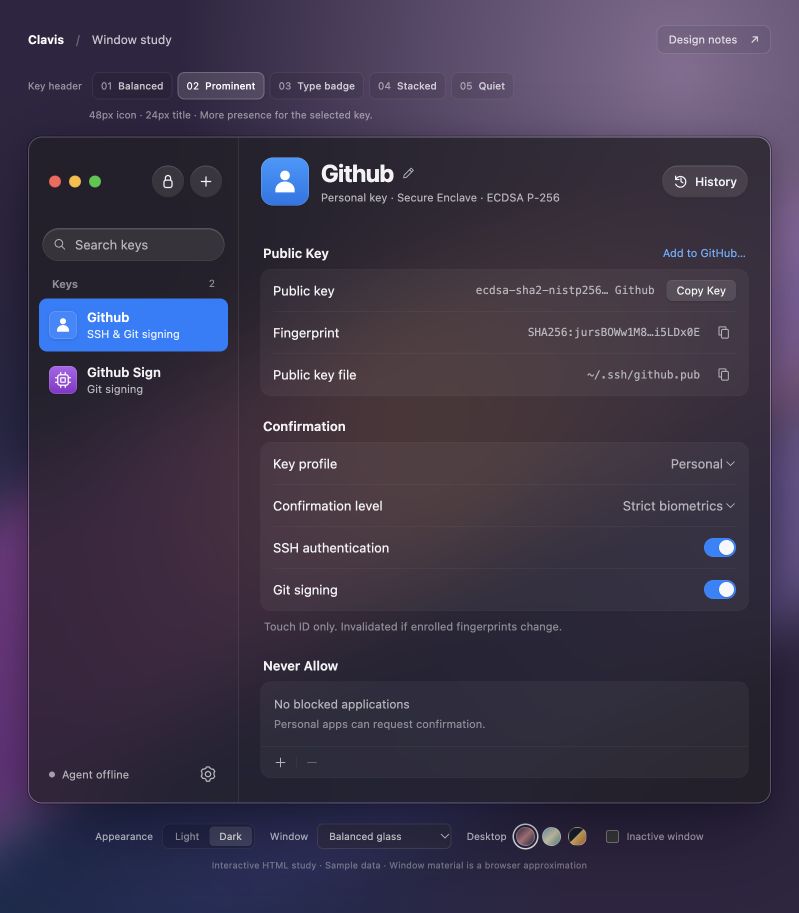 Clavis / Window study
Design notes
Key header 01 Balanced 02 Prominent 03 Type badge 04 Stacked 05 Quiet
48px icon · 24px title · More presence for the selected key.
Search keys
Keys 2
Github
SSH & Git signing
Github Sign
Git signing
Agent offline
Github
Personal key · Secure Enclave · ECDSA P-256
History
Public Key Add to GitHub…
Public key ecdsa-sha2-nistp256… Github Copy Key
Fingerprint SHA256:jursBOWw1M8…i5LDx0E
Public key file ~/.ssh/github.pub
Confirmation
Key profile Personal
Confirmation level Strict biometrics
SSH authentication
Git signing
Touch ID only. Invalidated if enrolled fingerprints change.
Never Allow
No blocked applications
Personal apps can request confirmation.
Appearance Light Dark Window Balanced glass Desktop Inactive window
Interactive HTML study · Sample data · Window material is a browser approximation